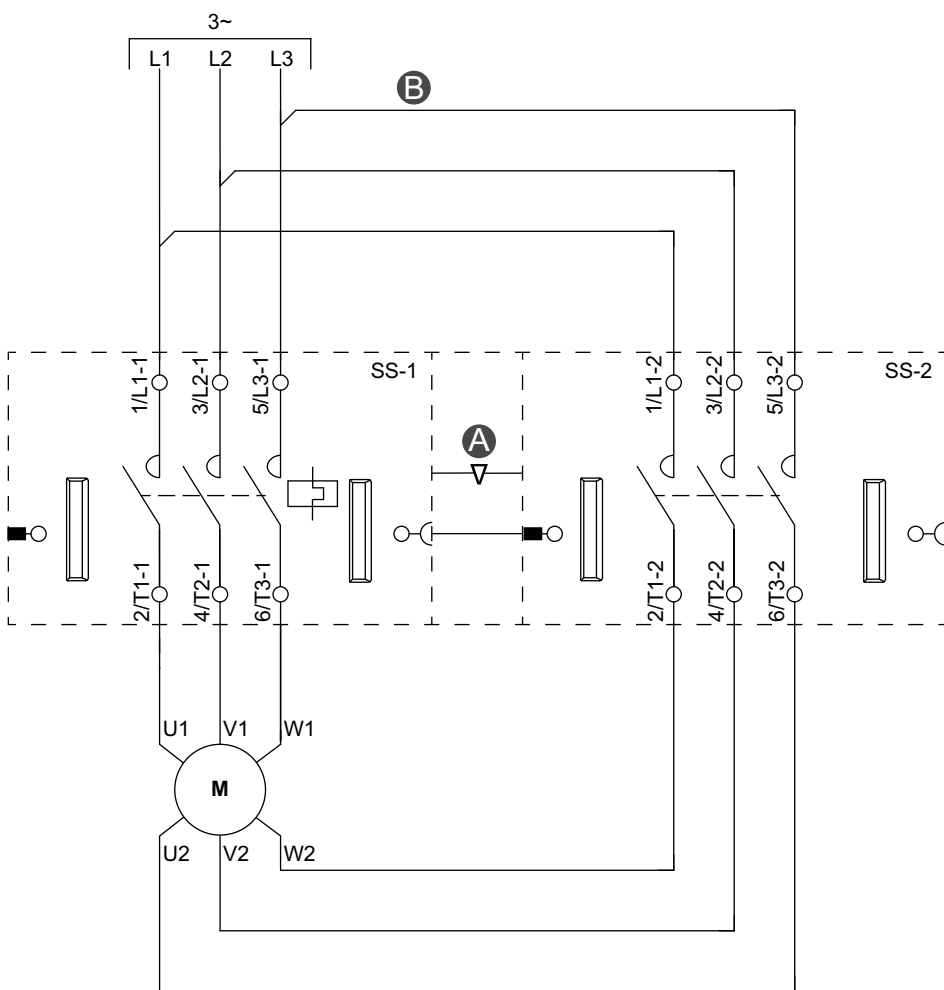 3~
L1 L2 L3
B
1/L1-1 3/L2-1 5/L3-1 SS-1 1/L1-2 3/L2-2 5/L3-2 SS-2
A
2/T1-1 4/T2-1 6/T3-1 2/T1-2 4/T2-2 6/T3-2
U1 V1 W1
M
U2 V2 W2